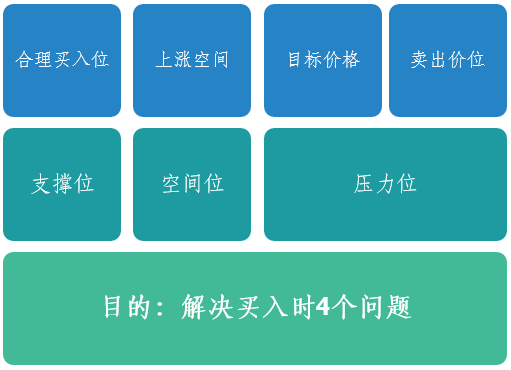 合理买入位
上涨空间
目标价格
卖出价位
支撑位
空间位
压力位
目的：解决买入时4个问题